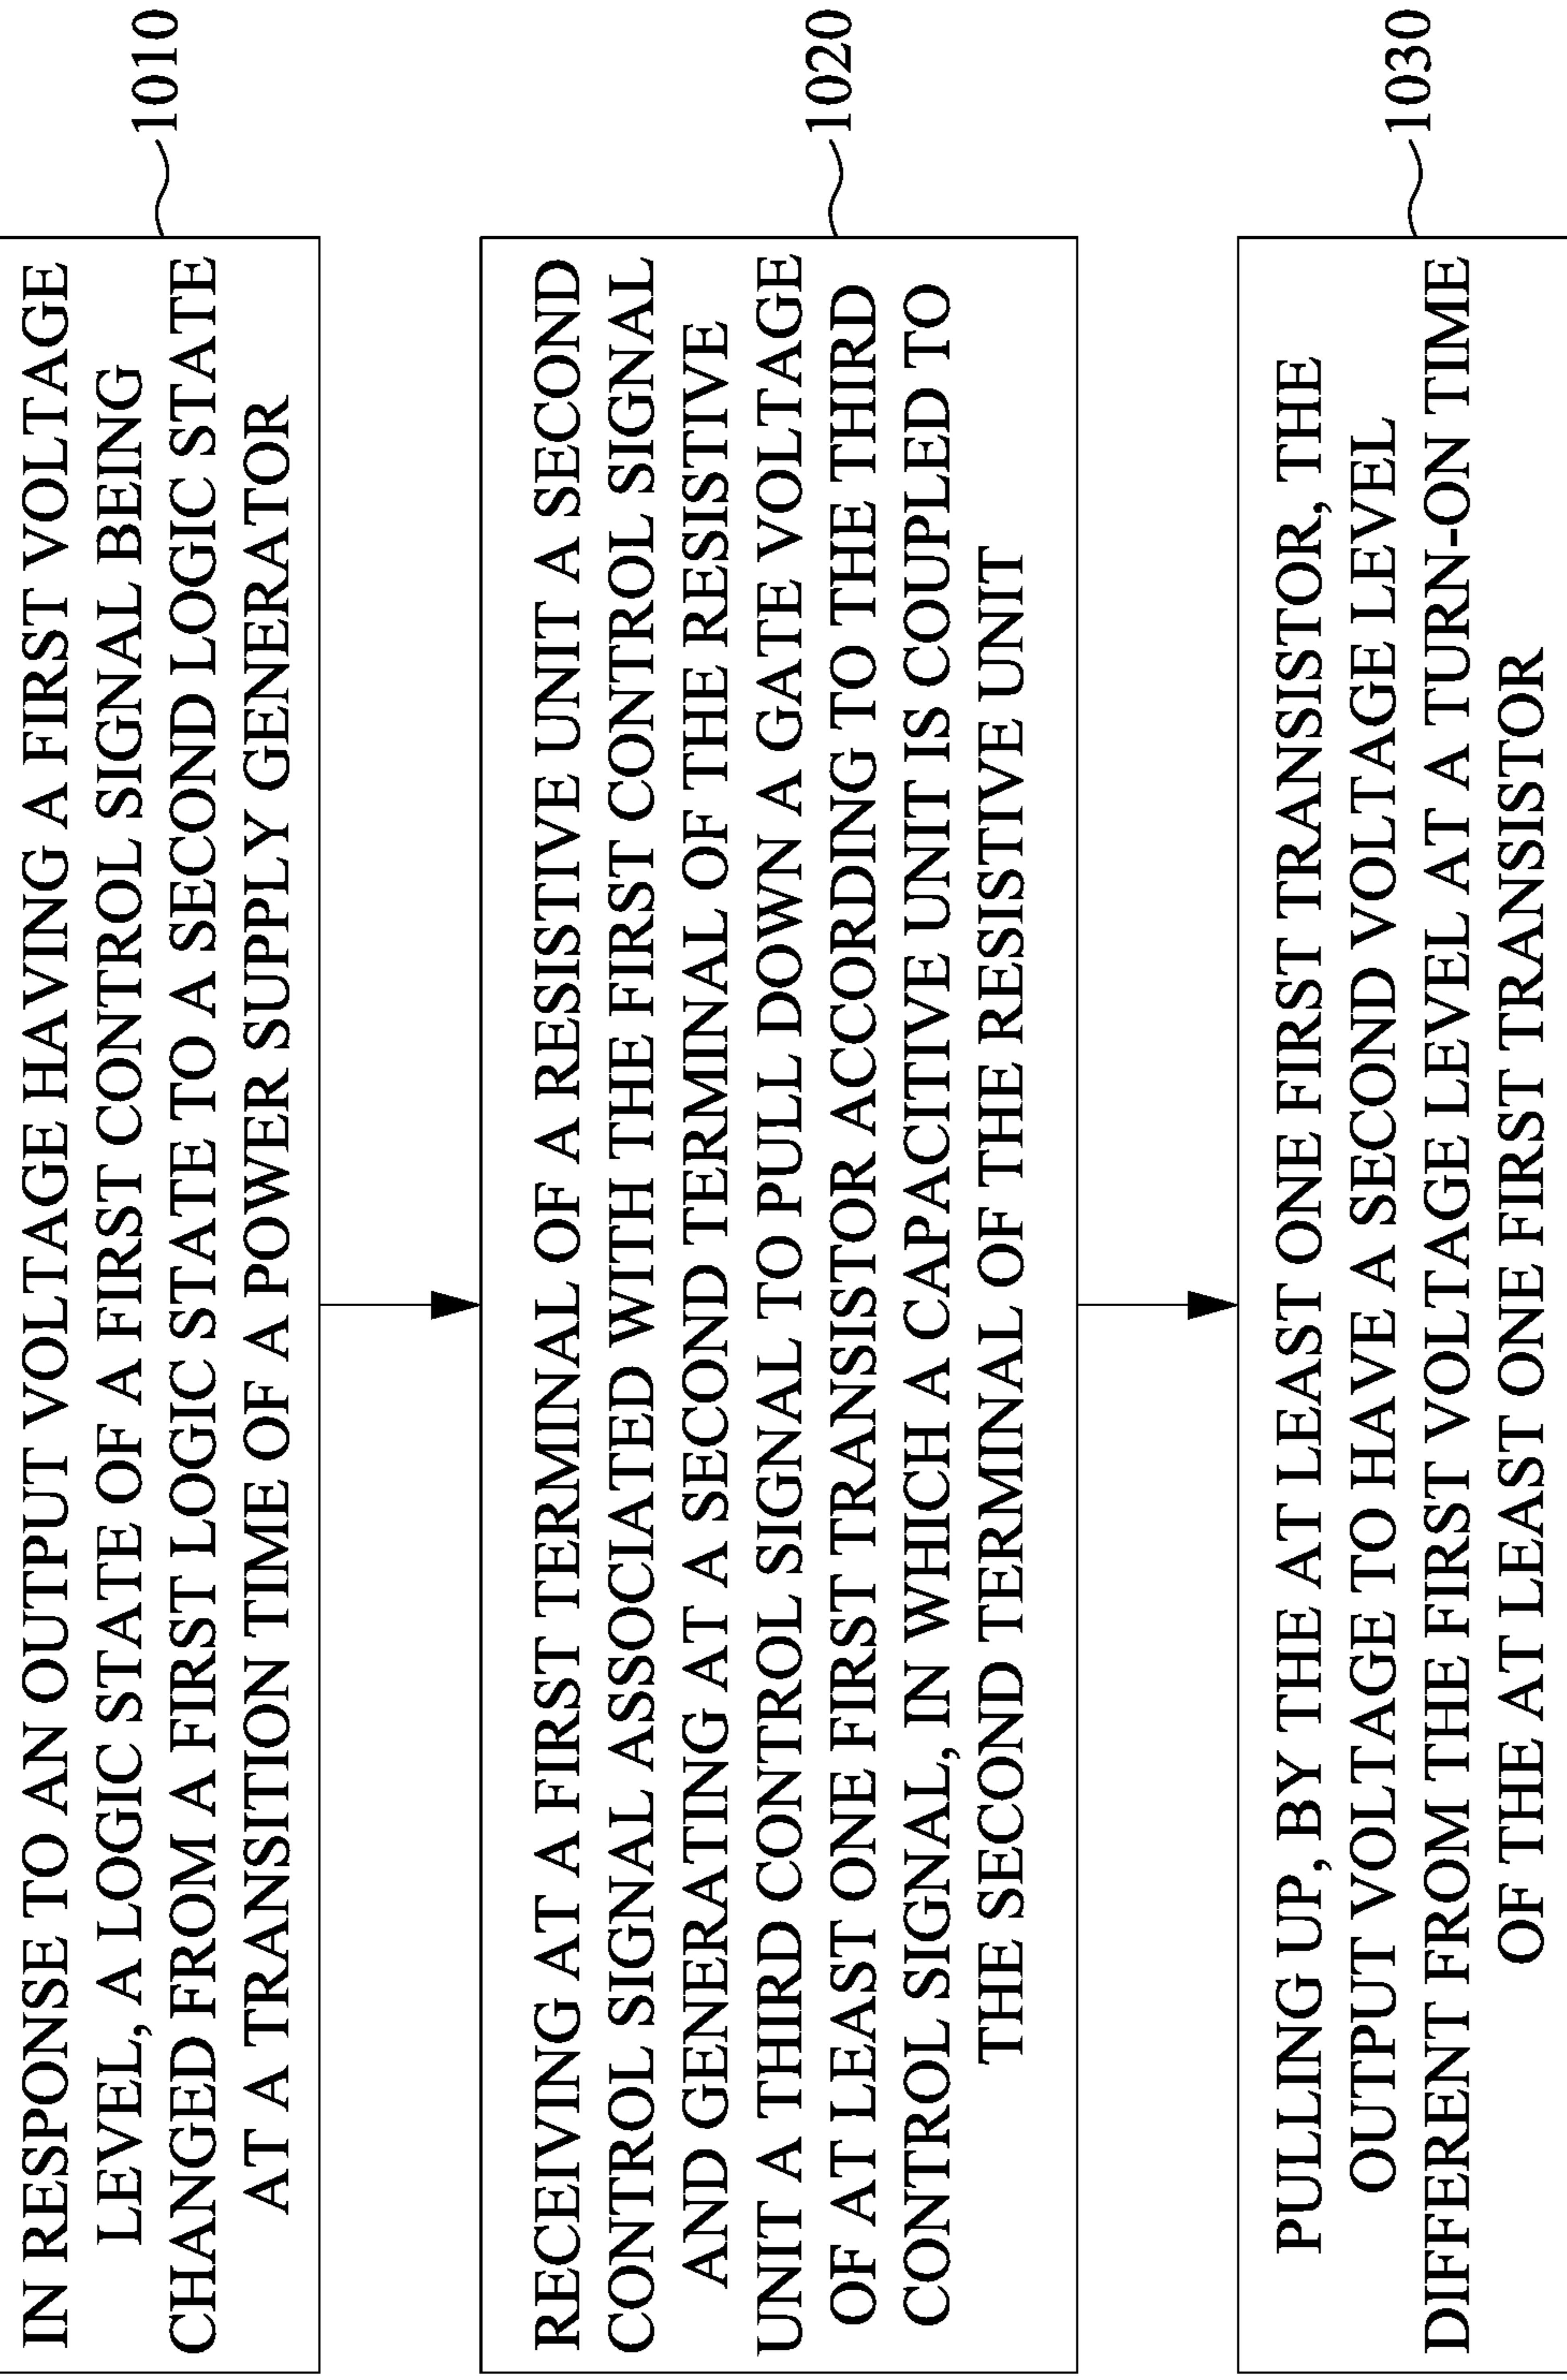 IN RESPONSE TO AN OUTPUT VOLTAGE HAVING A FIRST VOLTAGE
LEVEL, A LOGIC STATE OF A FIRST CONTROL SIGNAL BEING
CHANGED FROM A FIRST LOGIC STATE TO A SECOND LOGIC STATE
AT A TRANSITION TIME OF A POWER SUPPLY GENERATOR
1010
RECEIVING AT A FIRST TERMINAL OF A RESISTIVE UNIT A SECOND
CONTROL SIGNAL ASSOCIATED WITH THE FIRST CONTROL SIGNAL
AND GENERATING AT A SECOND TERMINAL OF THE RESISTIVE
UNIT A THIRD CONTROL SIGNAL TO PULL DOWN A GATE VOLTAGE
OF AT LEAST ONE FIRST TRANSISTOR ACCORDING TO THE THIRD
CONTROL SIGNAL, IN WHICH A CAPACITIVE UNIT IS COUPLED TO
THE SECOND TERMINAL OF THE RESISTIVE UNIT
1020
PULLING UP, BY THE AT LEAST ONE FIRST TRANSISTOR, THE
OUTPUT VOLTAGE TO HAVE A SECOND VOLTAGE LEVEL
DIFFERENT FROM THE FIRST VOLTAGE LEVEL AT A TURN-ON TIME
OF THE AT LEAST ONE FIRST TRANSISTOR
1030